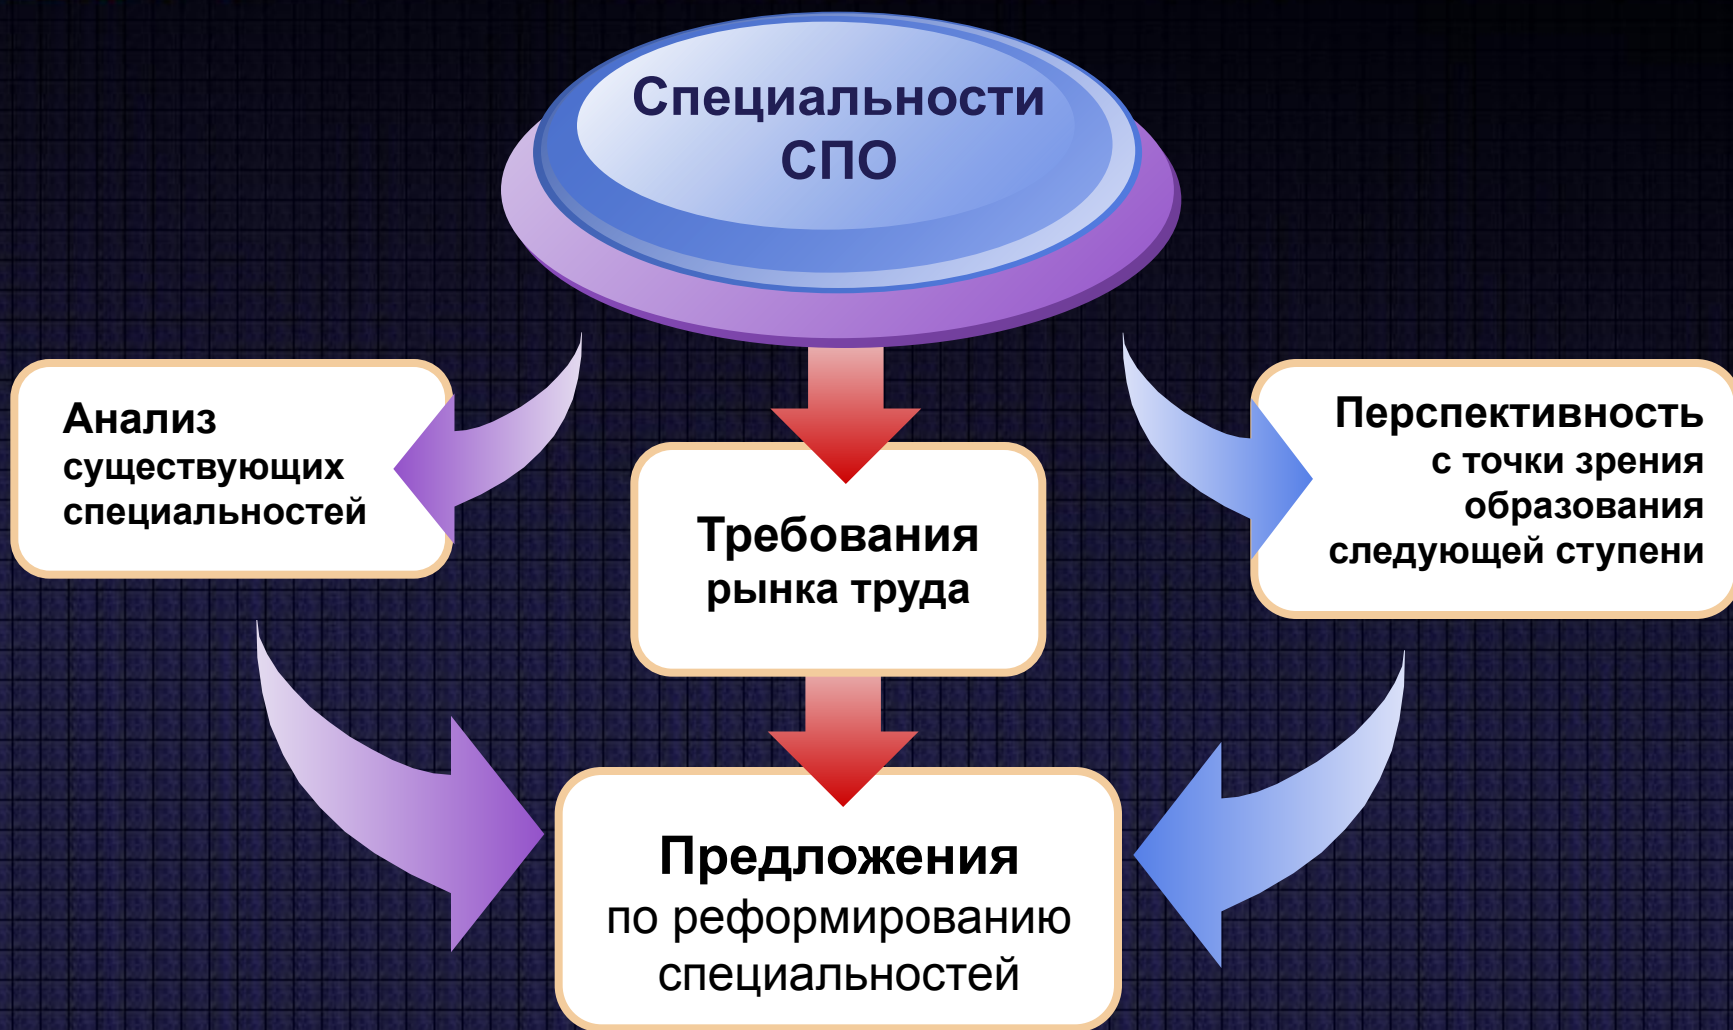 Специальности
СПО
Анализ
существующих
специальностей
Требования
рынка труда
Перспективность
с точки зрения
образования
следующей ступени
Предложения
по реформированию
специальностей